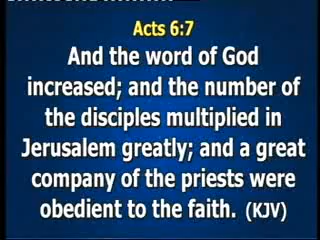 Acts 6:7
And the word of God
increased; and the number of
the disciples multiplied in
Jerusalem greatly; and a great
company of the priests were
obedient to the faith. (KJV)